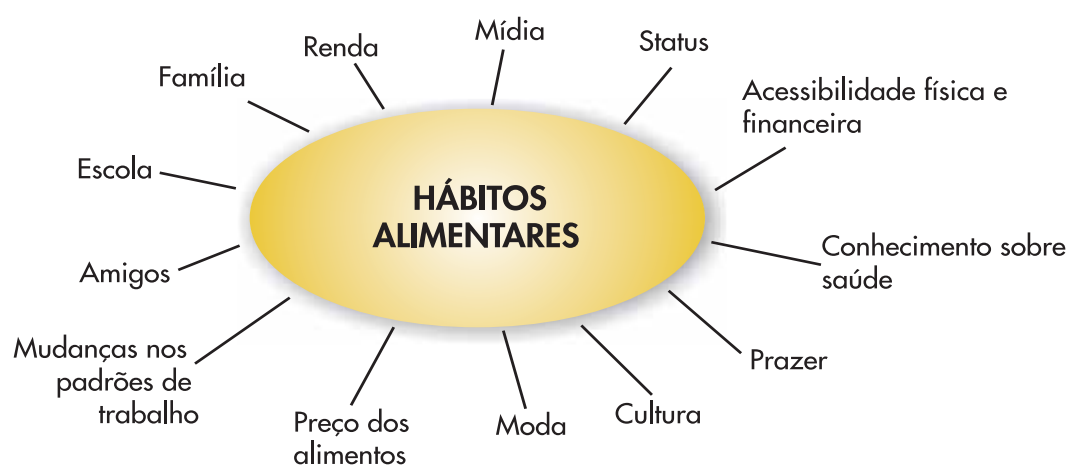 Mídia
Status
Renda
Família
Acessibilidade física e
financeira
Escola
HÁBITOS
ALIMENTARES
Conhecimento sobre
saúde
Amigos
Mudanças nos
padrões de
trabalho
Prazer
Preço dos
alimentos
Moda
Cultura